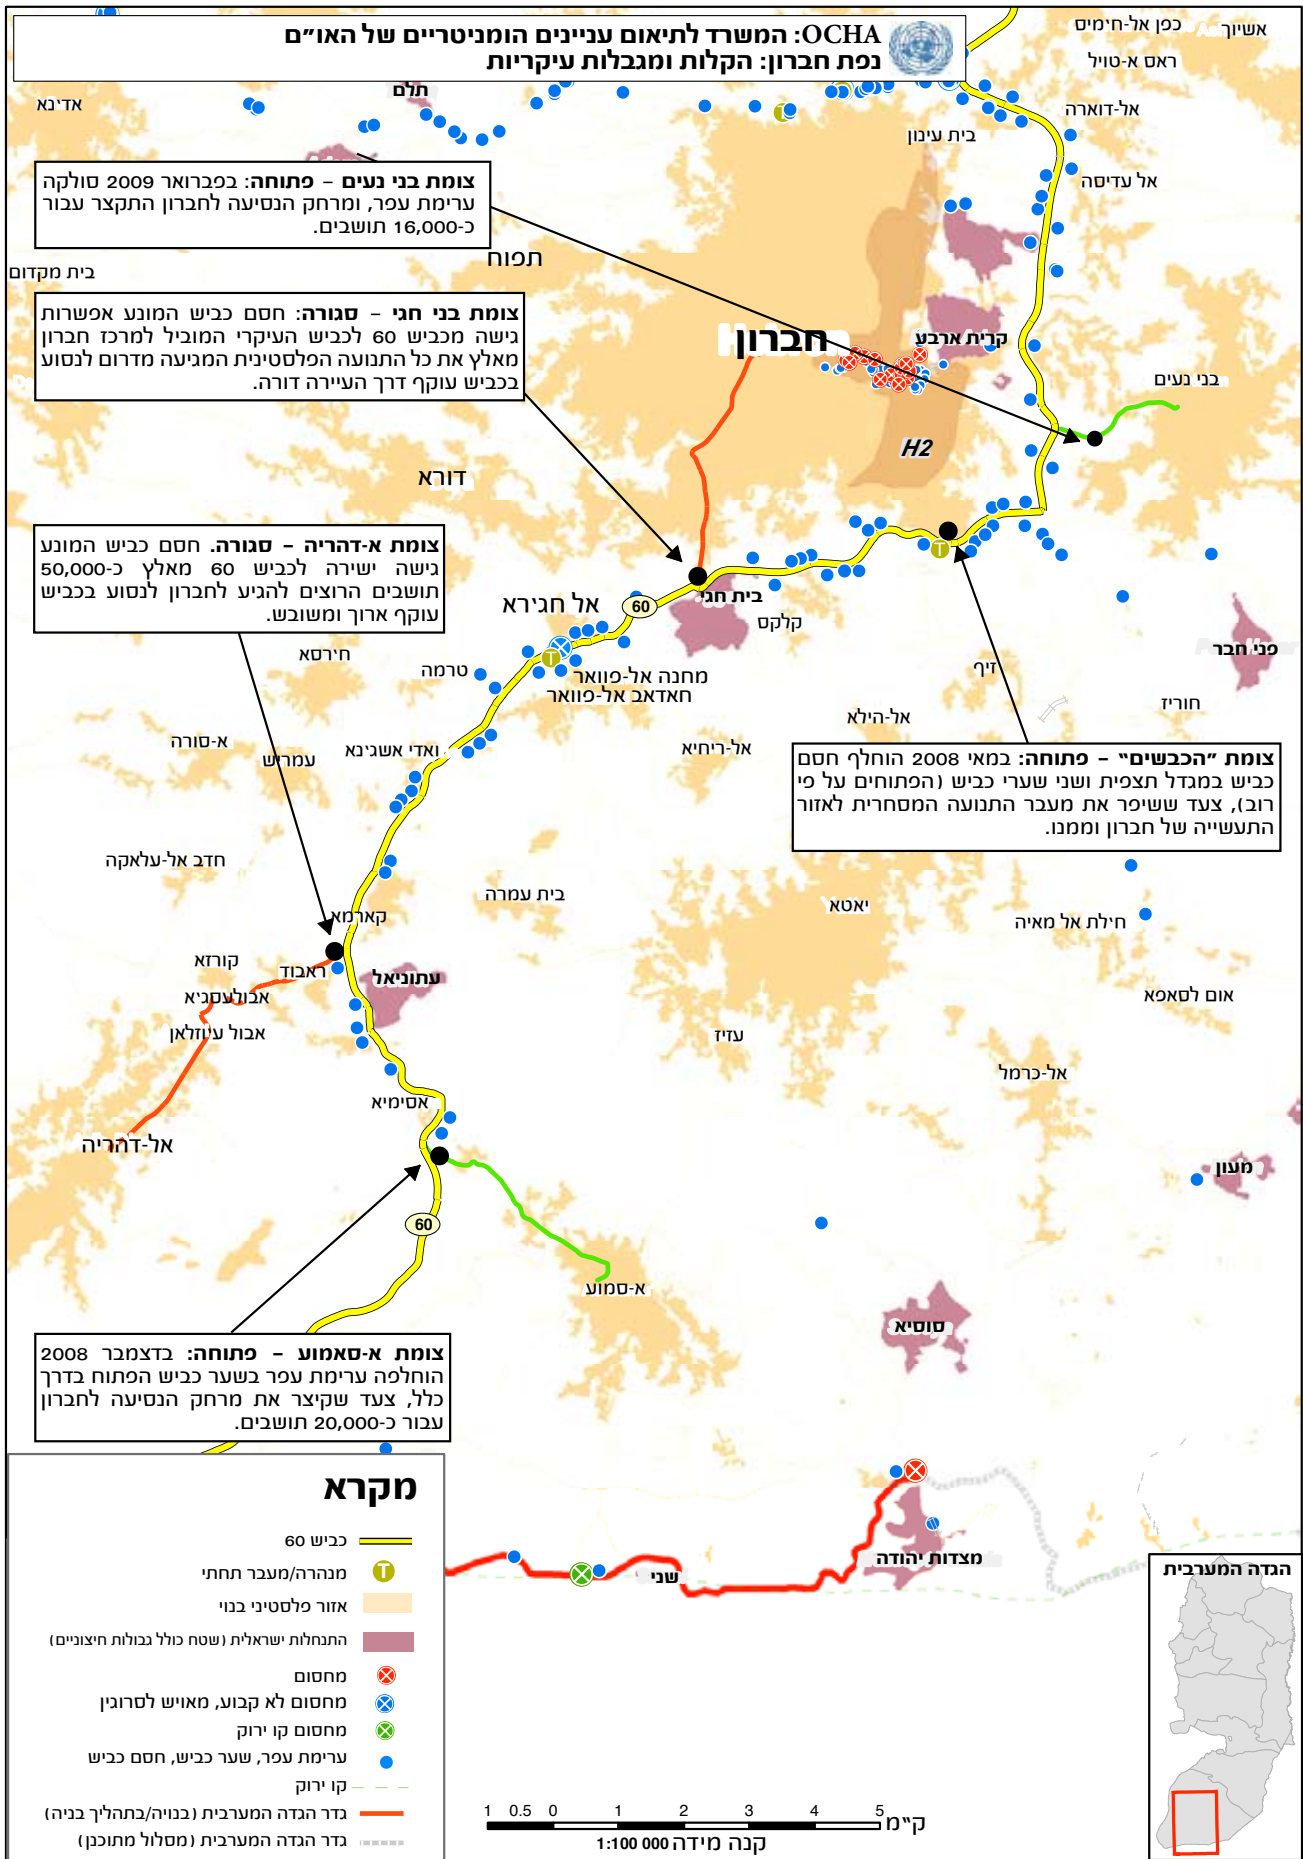 OCHA: המשרד לתיאום עניינים הומניטריים של האו״ם
נפת חברון: הקלות ומגבלות עיקריות
אשיוך
כפן אל-חימיס
ראס א-טויל
אל-דוארה
בית עינון
אל עדיסה
אדינא
תלם
צומת בני נעים – פתוחה: בפברואר 2009 סולקה
ערימת עפר, ומרחק הנסיעה לחברון התקצר עבור
כ-16,000 תושבים.
תפוח
בית מקדום
צומת בני חגי – סגורה: חסם כביש המונע אפשרות
גישה מכביש 60 לכביש העיקרי המוביל למרכז חברון
מאלץ את כל התנועה הפלסטינית המגיעה מדרום לנסוע
בכביש עוקף דרך העיירה דורה.
חברון
קרית ארבע
בני נעים
H2
דורא
צומת א-דהריה – סגורה. חסם כביש המונע
גישה ישירה לכביש 60 מאלץ כ-50,000
תושבים הרוצים להגיע לחברון לנסוע בכביש
עוקף ארוך ומשובש.
אל חג׳רא
60
בית חגי
קלקס
פני חבר
חירסא
טרמה
מחנה אל-פוואר
חאדאב אל-פוואר
זיף
חוריז
אל-הילא
א-סורה
עמריש
ואדי אשג׳נא
אל-ריחיא
צומת ״הכבשים״ – פתוחה: במאי 2008 הוחלף חסם
כביש במגדל תצפית ושני שערי כביש (הפתוחים על פי
רוב), צעד ששיפר את מעבר התנועה המסחרית לאזור
התעשייה של חברון וממנו.
חדב אל-עלאקה
בית עמרה
יאטא
חילת אל מאיה
קארמא
קורזא
ראבוד
עתוניאל
אבולעסג׳א
אום לסאפא
אבול
עזיז
אל-כרמל
אסימיא
אל-דהריה
מעון
60
א-סמוע
סוסיא
צומת א-סאמוע – פתוחה: בדצמבר 2008
הוחלפה ערימת עפר בשער כביש הפתוח בדרך
כלל, צעד שקיצר את מרחק הנסיעה לחברון
עבור כ-20,000 תושבים.
מקרא
כביש 60
T מנהרה/מעבר תחתי
אזור פלסטיני בנוי
התנחלות ישראלית (שטח כולל גבולות חיצוניים)
מחסום
מחסום לא קבוע, מאויש לסרוגין
מחסום קו ירוק
ערימת עפר, שער כביש, חסם כביש
קו ירוק
גדר הגדה המערבית (בנויה/בתהליך בניה)
גדר הגדה המערבית (מסלול מתוכנן)
שני
מצדות יהודה
הגדה המערבית
1 0.5 0 1 2 3 4 5 ק״מ
קנה מידה 1:100 000